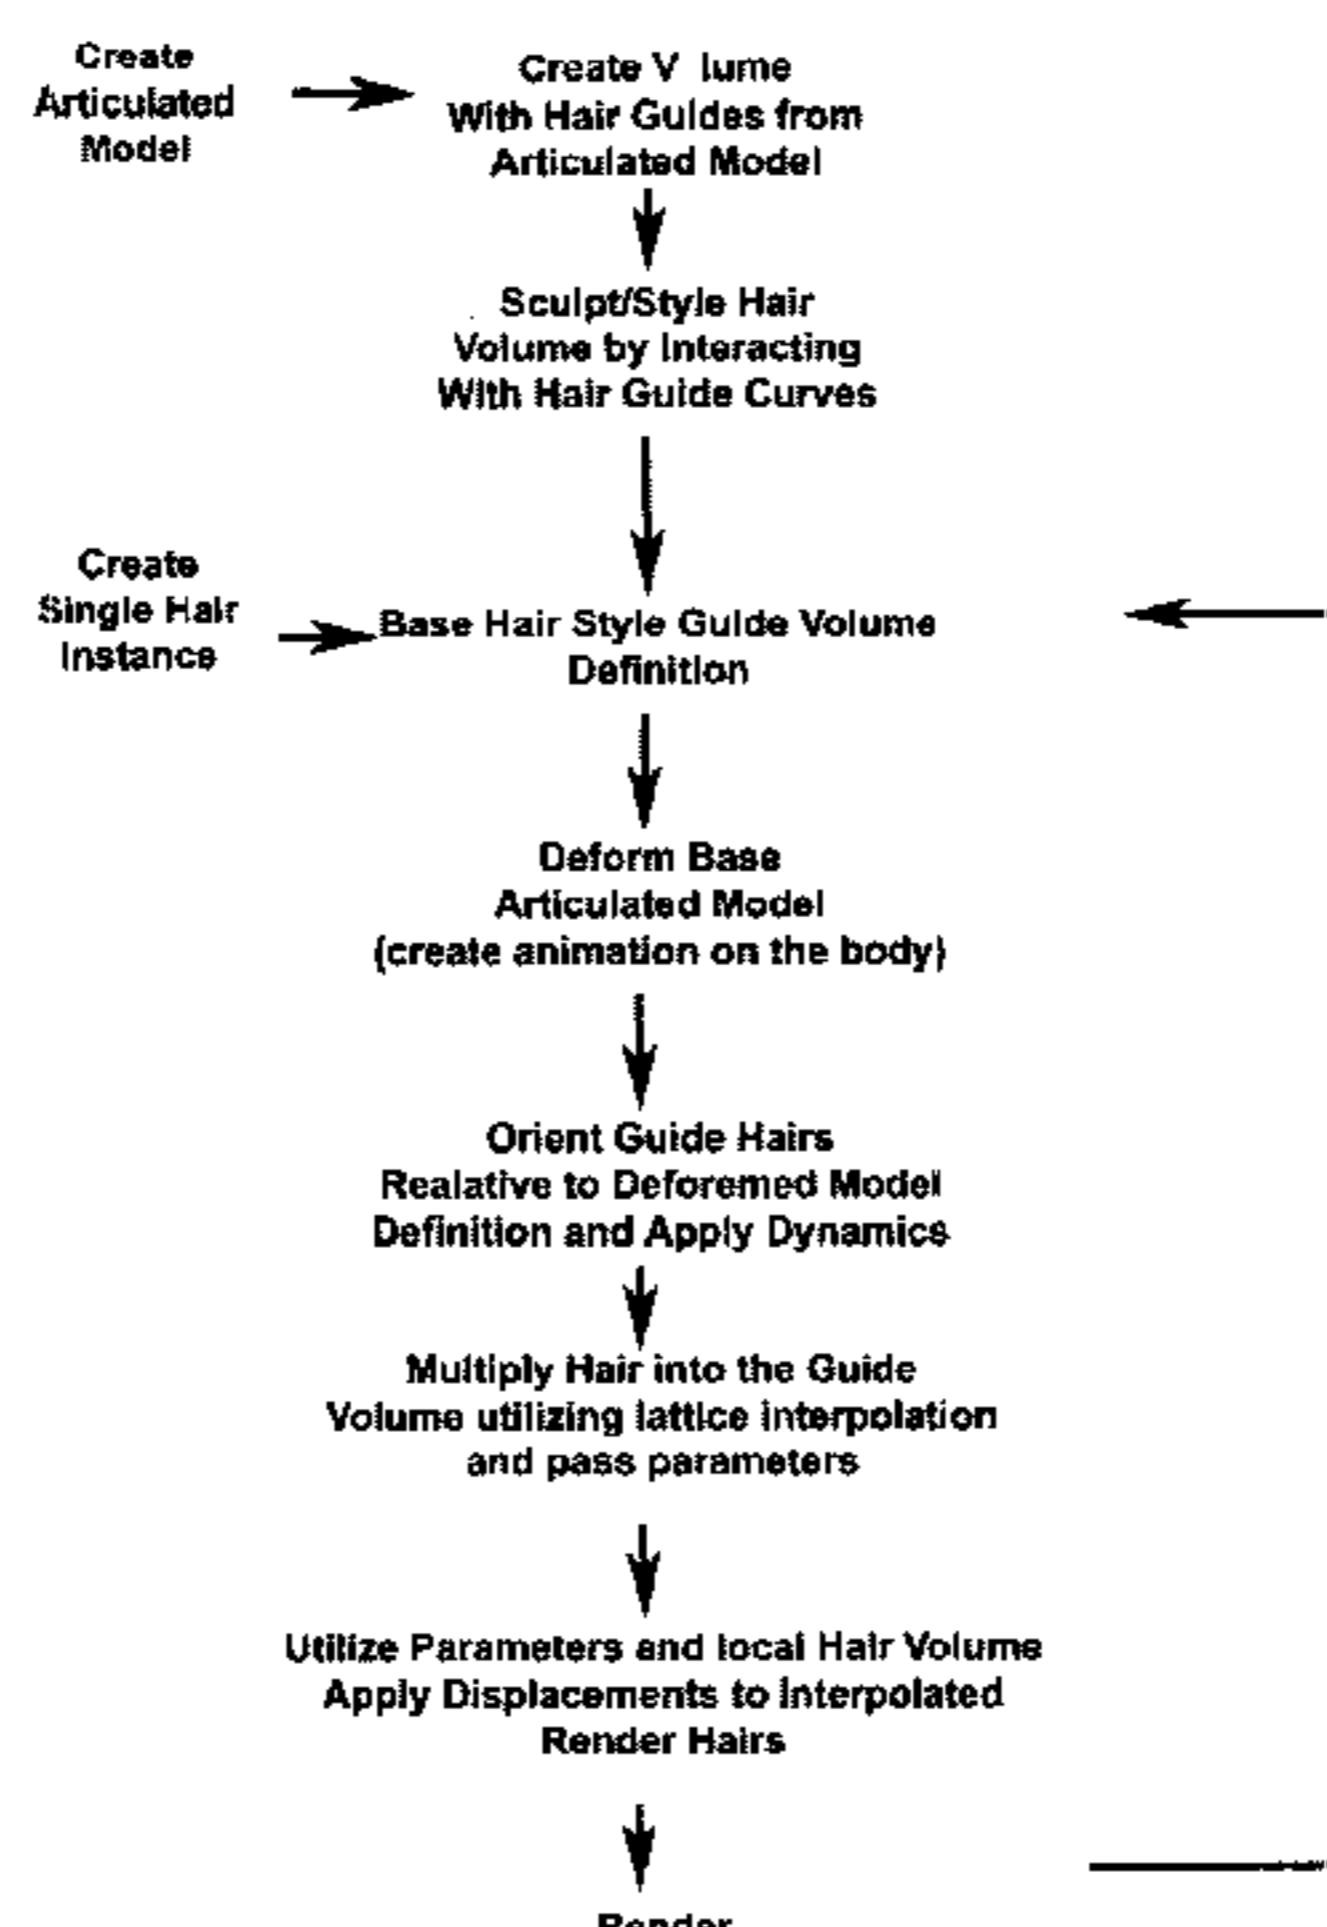 Create
Articulated
Model
Create V lume
With Hair Guides from
Articulated Model
Sculpt/Style Hair
Volume by Interacting
With Hair Guide Curves
Create
Single Hair
Instance
Base Hair Style Guide Volume
Definition
Deform Base
Articulated Model
(create animation on the body)
Orient Guide Hairs
Realative to Deforemed Model
Definition and Apply Dynamics
Multiply Hair into the Guide
Volume utilizing lattice interpolation
and pass parameters
Utilize Parameters and local Hair Volume
Apply Displacements to Interpolated
Render Hairs
Render